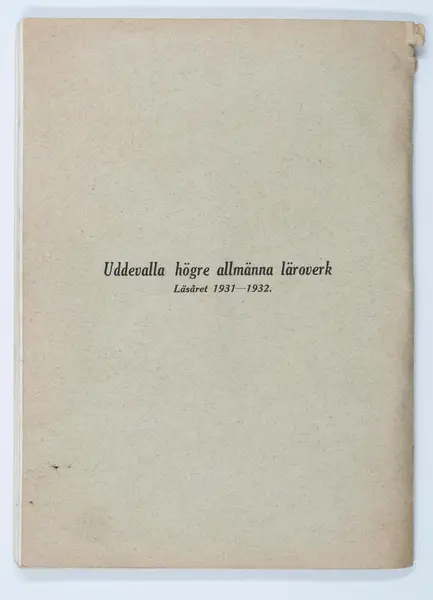 Uddevalla högre allmänna läroverk
Läsåret 1931—1932.